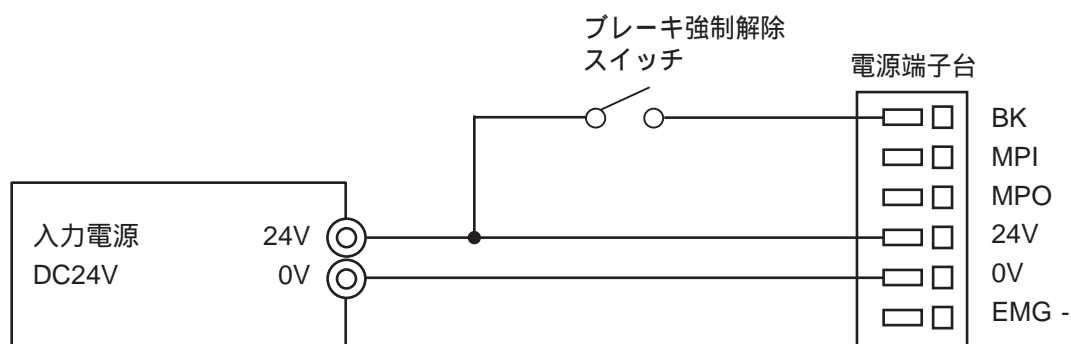 ブレーキ強制解除
スイッチ
電源端子台
BK
MPI
MPO
入力電源 24V
24V
DC24V 0V
0V
EMG -